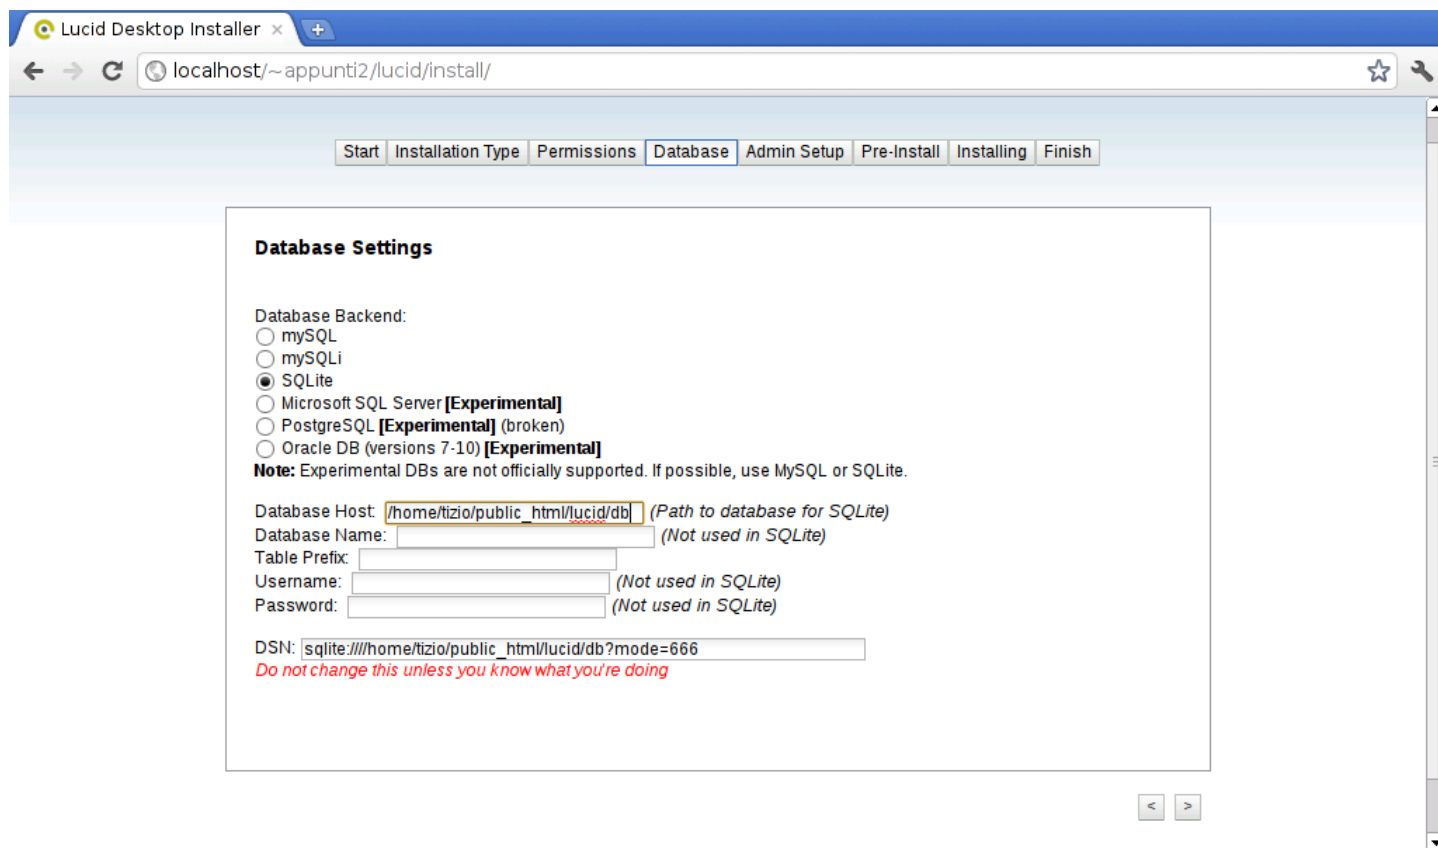 Lucid Desktop Installer ×
localhost/~appunti2/lucid/install/
Start Installation Type Permissions Database Admin Setup Pre-Install Installing Finish
Database Settings
Database Backend:
mySQL
mySQLi
SQLite
Microsoft SQL Server [Experimental]
PostgreSQL [Experimental] (broken)
Oracle DB (versions 7-10) [Experimental]
Note: Experimental DBs are not officially supported. If possible, use MySQL or SQLite.
Database Host: /home/tizio/public_html/lucid/db (Path to database for SQLite)
Database Name: (Not used in SQLite)
Table Prefix:
Username: (Not used in SQLite)
Password: (Not used in SQLite)
DSN: sqlite:////home/tizio/public_html/lucid/db?mode=666
Do not change this unless you know what you're doing
< >